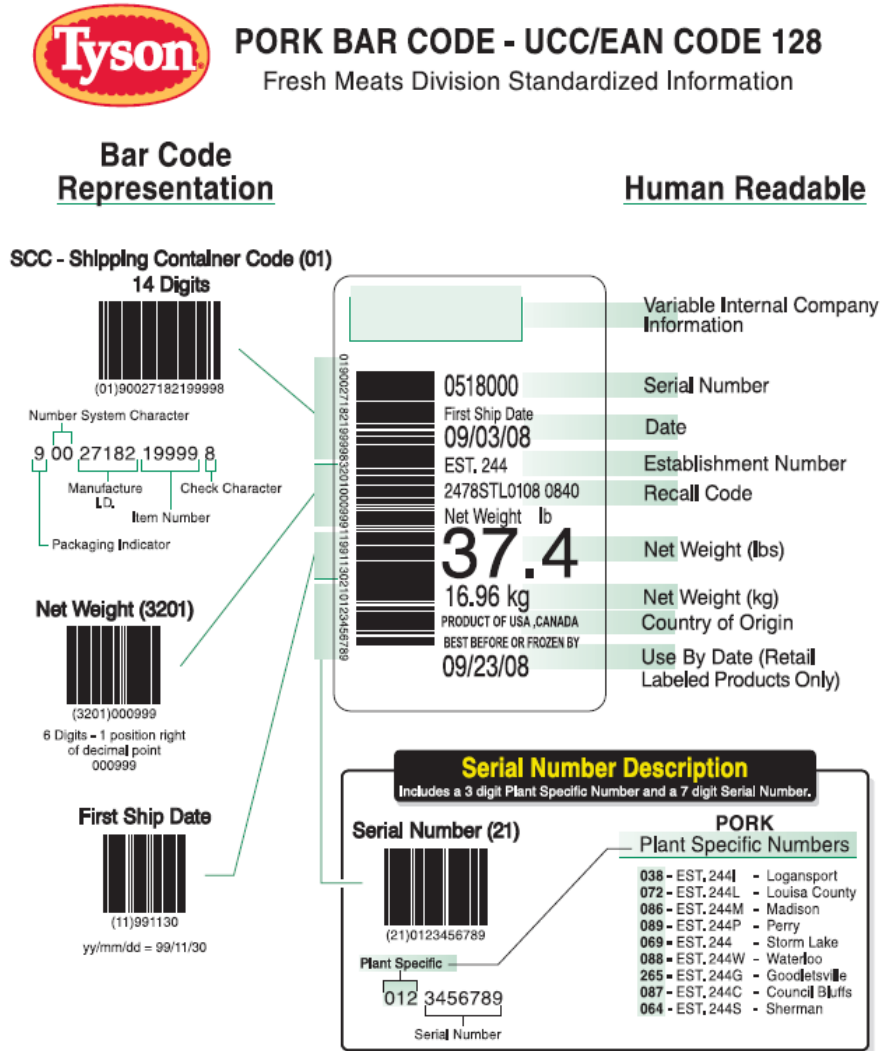 Tyson
PORK BAR CODE - UCC/EAN CODE 128
Fresh Meats Division Standardized Information
Bar Code
Representation
Human Readable
SCC - Shipping Container Code (01)
14 Digits
(01)90027182199998
Number System Character
9 00 27182 19999 8
Manufacture
I.D.
Check Character
Item Number
Packaging Indicator
Net Weight (3201)
(3201)000999
6 Digits - 1 position right
of decimal point
000999
First Ship Date
(11)991130
yy/mm/dd = 99/11/30
0190027182199998320100099911991130210123456789
0518000
First Ship Date
09/03/08
EST. 244
2478STL0108 0840
Net Weight lb
37.4
16.96 kg
PRODUCT OF USA ,CANADA
BEST BEFORE OR FROZEN BY
09/23/08
Variable Internal Company
Information
Serial Number
Date
Establishment Number
Recall Code
Net Weight (lbs)
Net Weight (kg)
Country of Origin
Use By Date (Retail
Labeled Products Only)
Serial Number Description
Includes a 3 digit Plant Specific Number and a 7 digit Serial Number.
Serial Number (21)
(21)0123456789
Plant Specific
012 3456789
Serial Number
PORK
Plant Specific Numbers
038 - EST. 244I - Logansport
072 - EST. 244L - Louisa County
086 - EST. 244M - Madison
089 - EST. 244P - Perry
069 - EST. 244 - Storm Lake
088 - EST. 244W - Waterloo
265 - EST. 244G - Goodletsville
087 - EST. 244C - Council Bluffs
064 - EST. 244S - Sherman